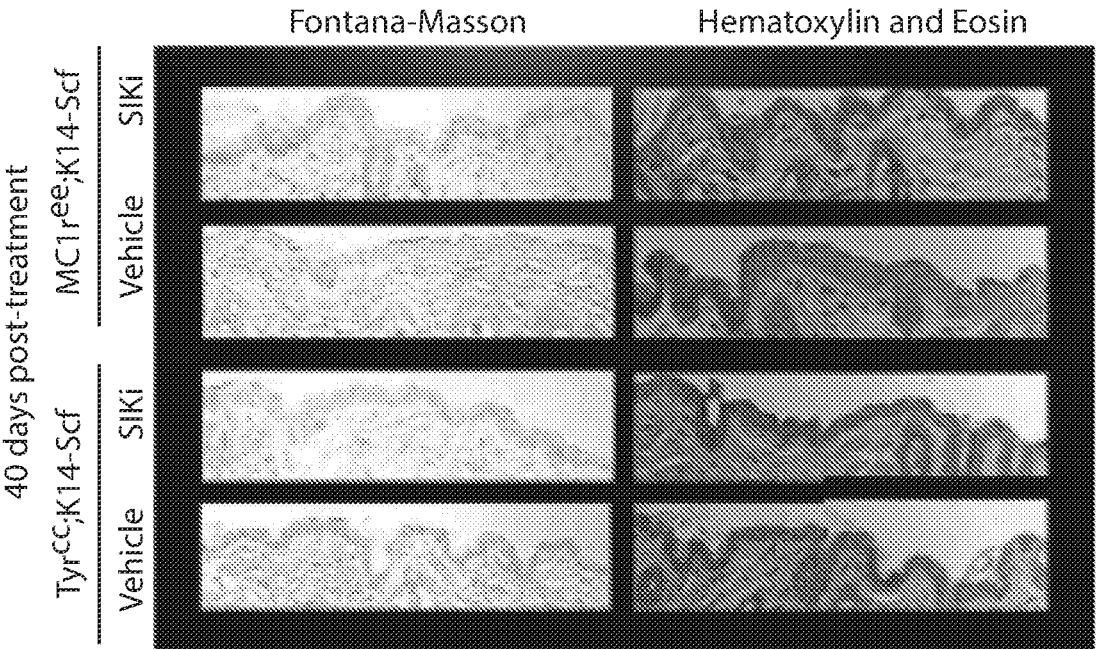 Fontana-Masson
Hematoxylin and Eosin
40 days post-treatment
MC1r^ee;K14-Scf
SIKi
Vehicle
Tyr^cc;K14-Scf
SIKi
Vehicle